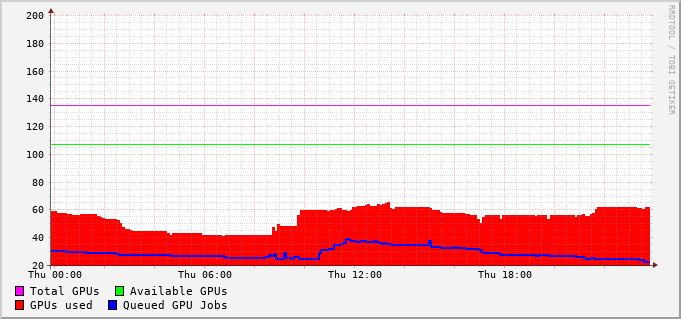 200
180
160
140
120
100
80
60
40
20
Thu 00:00 Thu 06:00 Thu 12:00 Thu 18:00
Total GPUs Available GPUs
GPUs used Queued GPU Jobs
RRDTOOL / TOBI OETIKER